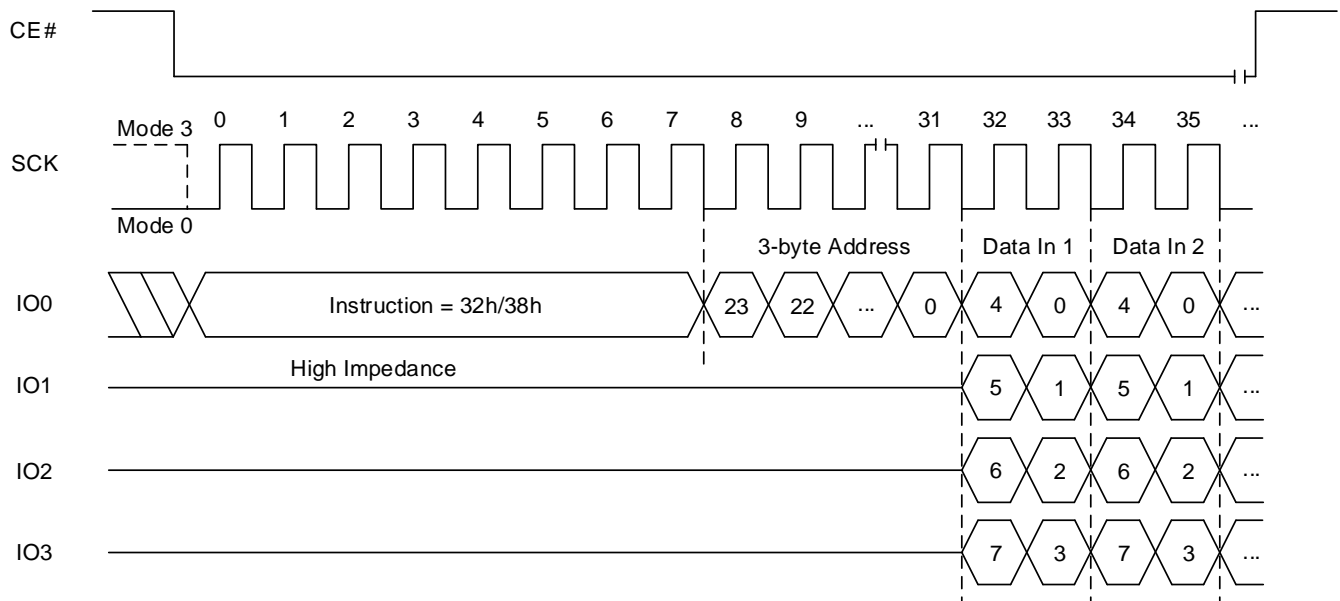 CE#
Mode 3 0 1 2 3 4 5 6 7 8 9 ... 31 32 33 34 35 ...
SCK
Mode 0
3-byte Address Data In 1 Data In 2
IO0 Instruction = 32h/38h 23 22 ... 0 4 0 4 0 ...
High Impedance
IO1 5 1 5 1 ...
IO2 6 2 6 2 ...
IO3 7 3 7 3 ...